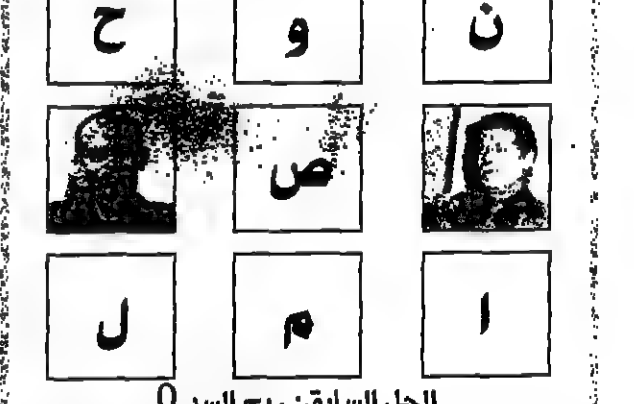 ن و ح
ص
ا م ل
الحل السابق: